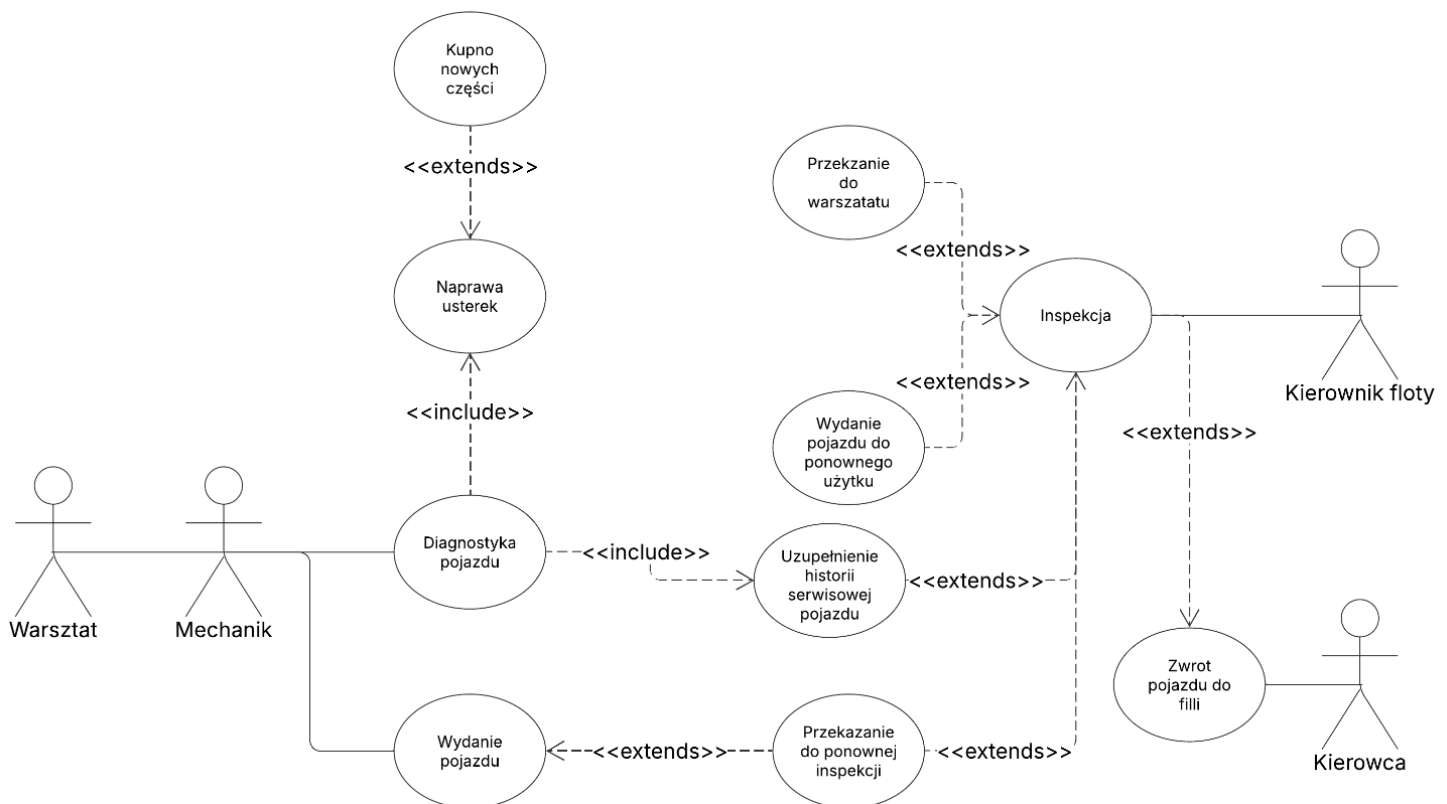 Kupno
nowych
części
<<extends>>
Naprawa
usterek
<<include>>
Diagnostyka
pojazdu
Warsztat
Mechanik
Wydanie
pojazdu
<<include>>
<<extends>>
Przekzanie
do
warszatatu
<<extends>>
<<extends>>
Wydanie
pojazdu do
ponownego
użytku
Uzupełnienie
historii
serwisowej
pojazdu
<<extends>>
Przekazanie
do ponownej
inspekcji
<<extends>>
Inspekcja
Kierownik floty
<<extends>>
Zwrot
pojazdu do
filli
Kierowca